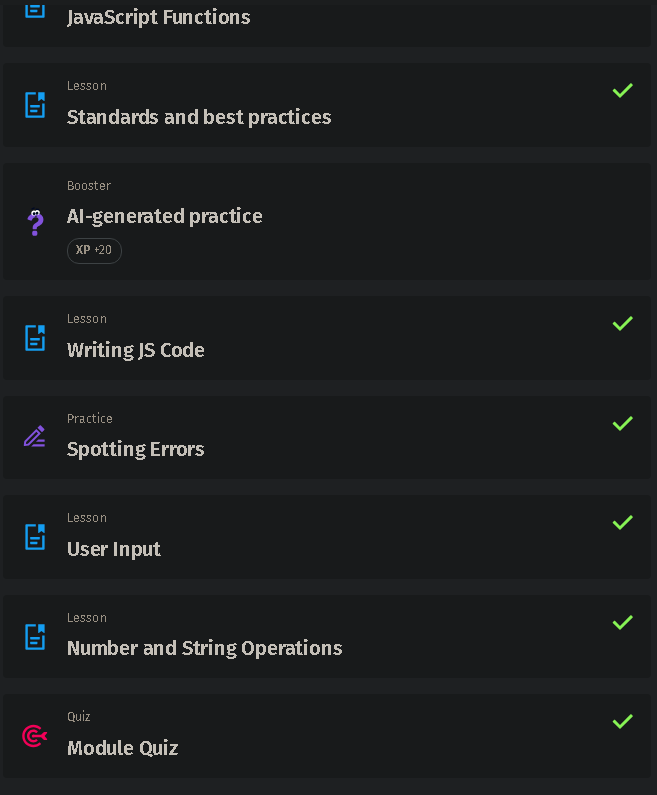 JavaScript Functions
Lesson
Standards and best practices
Booster
AI-generated practice
XP +20
Lesson
Writing JS Code
Practice
Spotting Errors
Lesson
User Input
Lesson
Number and String Operations
Quiz
Module Quiz